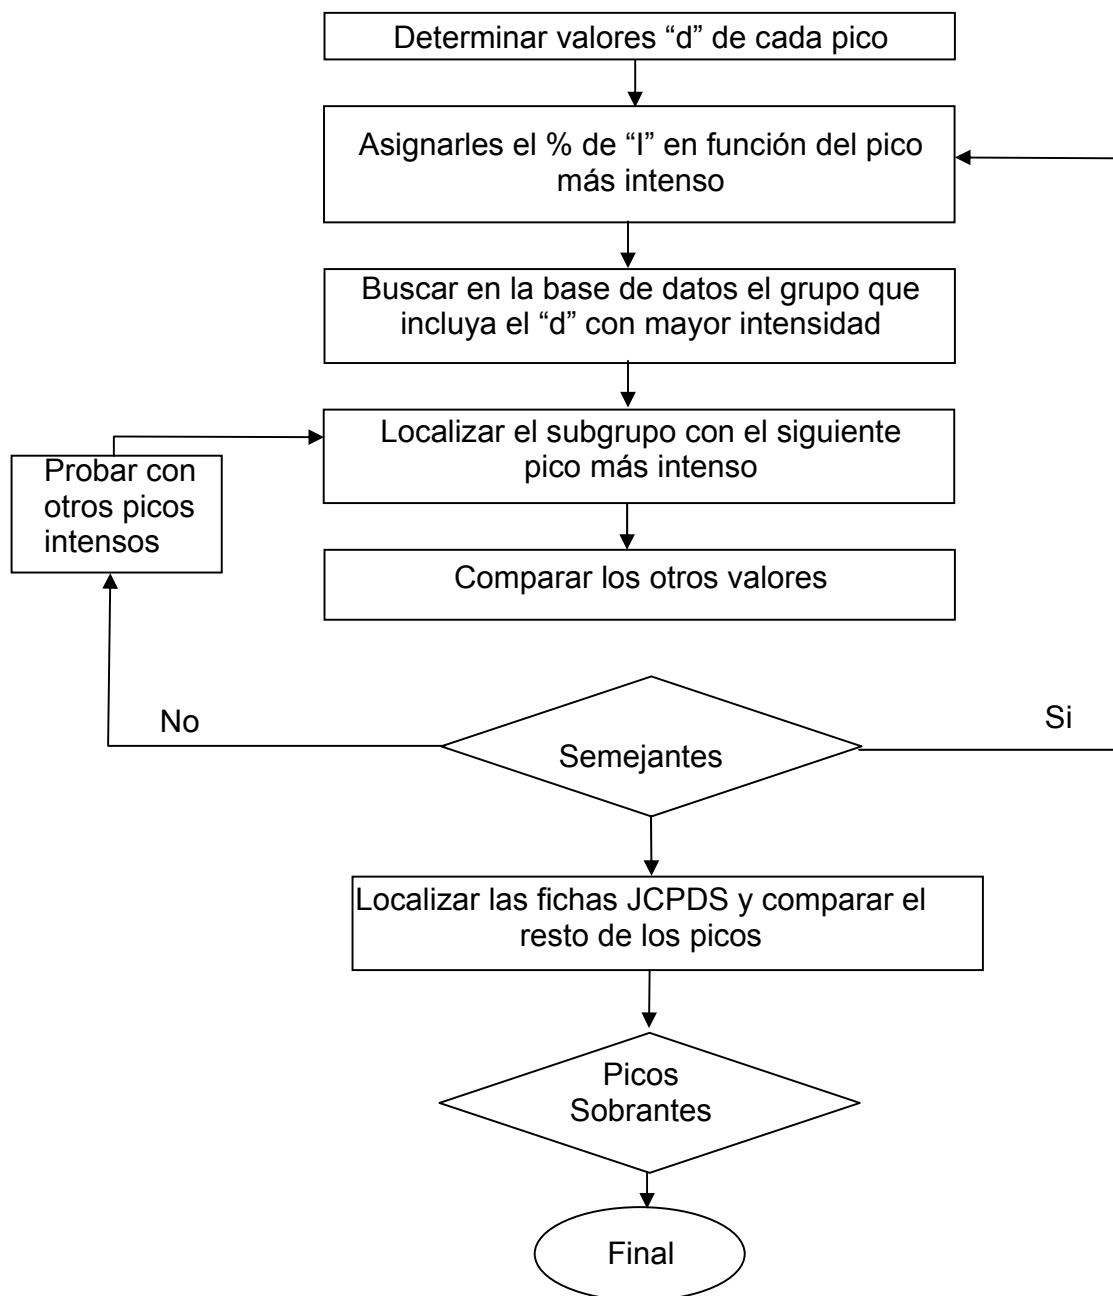 Determinar valores “d” de cada pico
Asignarles el % de “I” en función del pico
más intenso
Buscar en la base de datos el grupo que
incluya el “d” con mayor intensidad
Localizar el subgrupo con el siguiente
pico más intenso
Probar con
otros picos
intensos
Comparar los otros valores
No
Si
Semejantes
Localizar las fichas JCPDS y comparar el
resto de los picos
Picos
Sobrantes
Final